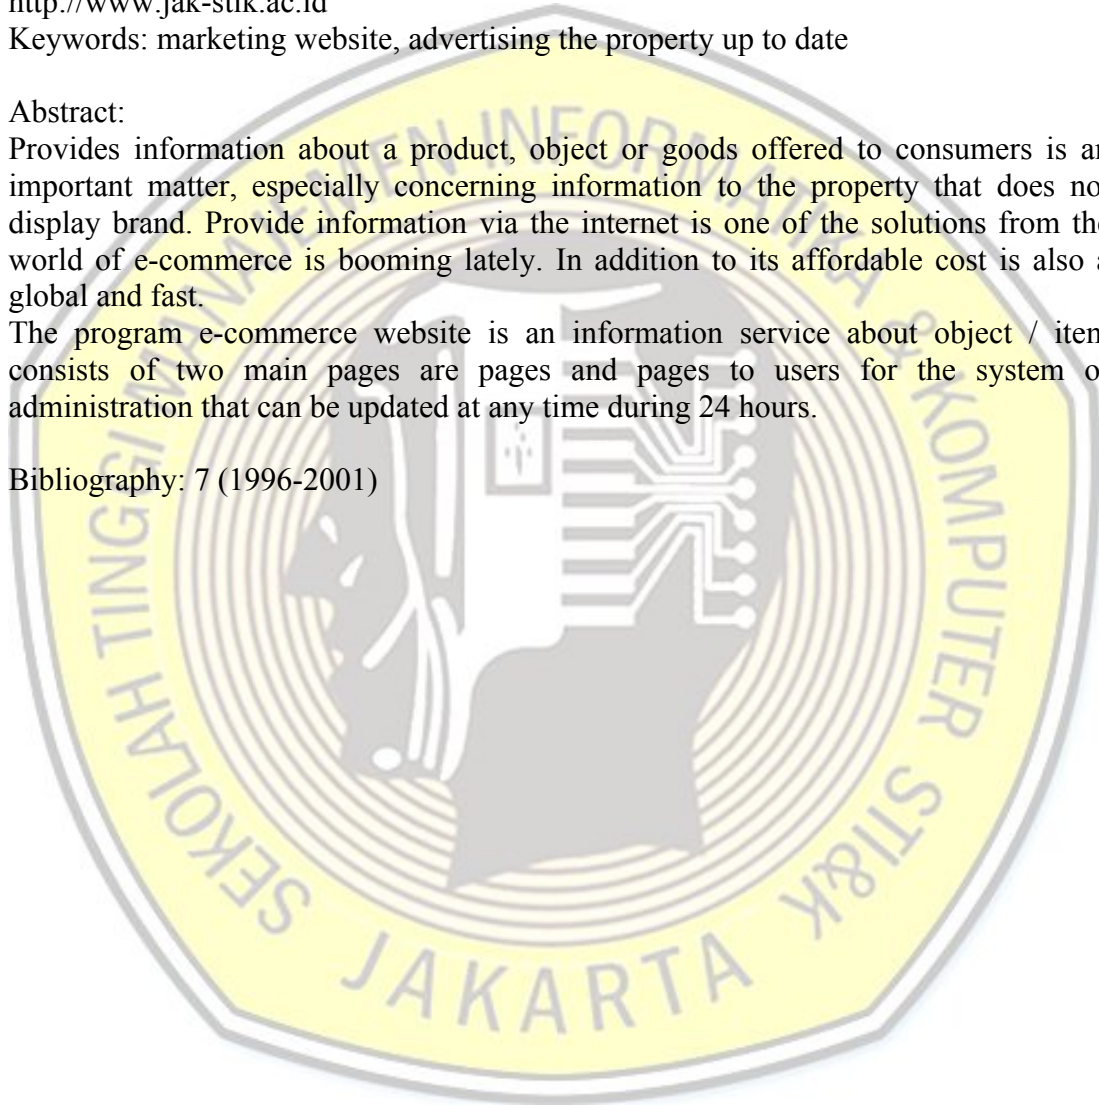 http://www.jak-stik.ac.id
Keywords: marketing website, advertising the property up to date
Abstract:
Provides information about a product, object or goods offered to consumers is an
important matter, especially concerning information to the property that does no
display brand. Provide information via the internet is one of the solutions from the
world of e-commerce is booming lately. In addition to its affordable cost is also a
global and fast.
The program e-commerce website is an information service about object / item
consists of two main pages are pages and pages to users for the system o
administration that can be updated at any time during 24 hours.
Bibliography: 7 (1996-2001)
SEKOLAH TINGGI MANAJEMEN INFORMATIKA & KOMPUTER STI&K
JAKARTA